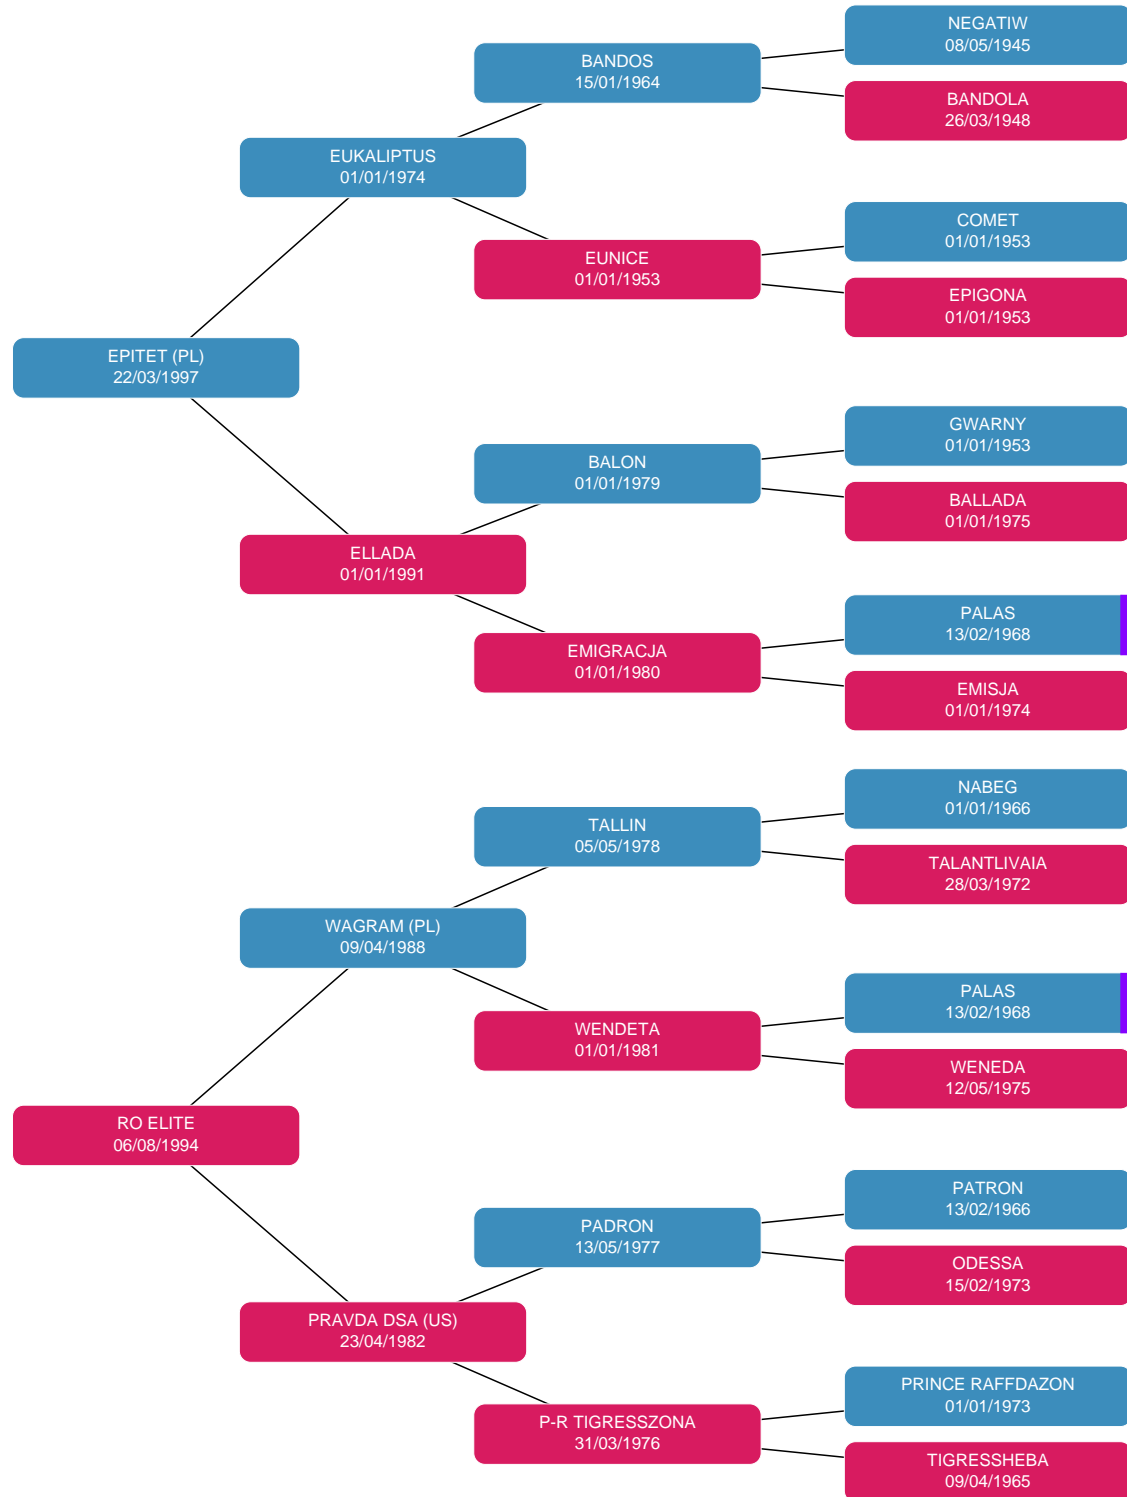 NEGATIW
08/05/1945
BANDOS
15/01/1964
BANDOLA
26/03/1948
EUKALIPTUS
01/01/1974
COMET
01/01/1953
EUNICE
01/01/1953
EPIGONA
01/01/1953
EPITET (PL)
22/03/1997
GWARNY
01/01/1953
BALON
01/01/1979
BALLADA
01/01/1975
ELLADA
01/01/1991
PALAS
13/02/1968
EMIGRACJA
01/01/1980
EMISJA
01/01/1974
NABEG
01/01/1966
TALLIN
05/05/1978
TALANTLIVAIA
28/03/1972
WAGRAM (PL)
09/04/1988
PALAS
13/02/1968
WENDETA
01/01/1981
WENEDA
12/05/1975
RO ELITE
06/08/1994
PATRON
13/02/1966
PADRON
13/05/1977
ODESSA
15/02/1973
PRAVDA DSA (US)
23/04/1982
PRINCE RAFFDAZON
01/01/1973
P-R TIGRESSZONA
31/03/1976
TIGRESSHEBA
09/04/1965